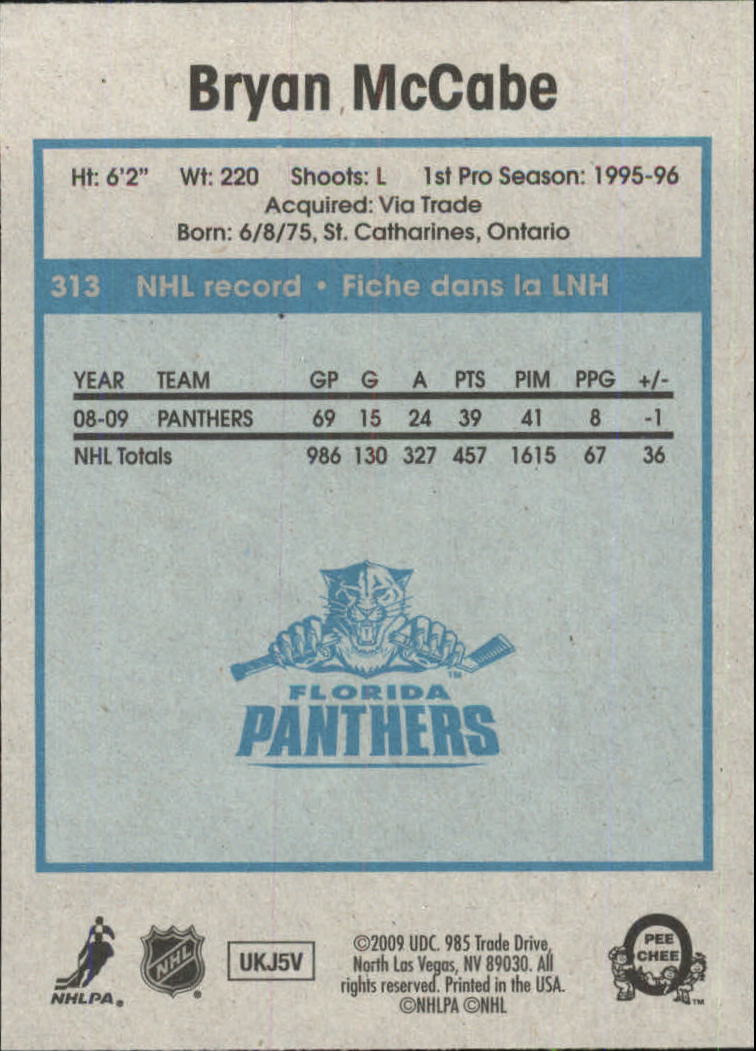 Bryan McCabe
Ht: 6'2" Wt: 220 Shoots: L 1st Pro Season: 1995-96
Acquired: Via Trade
Born: 6/8/75, St. Catharines, Ontario
313 NHL record • Fiche dans la LNH
YEAR TEAM GP G A PTS PIM PPG +/-
08-09 PANTHERS 69 15 24 39 41 8 -1
NHL Totals 986 130 327 457 1615 67 36
TM
FLORIDA
PANTHERS
NHLPA®
NHL®
UKJ5V
©2009 UDC. 985 Trade Drive,
North Las Vegas, NV 89030. All
rights reserved. Printed in the USA.
©NHLPA ©NHL
O
PEE
CHEE
TM